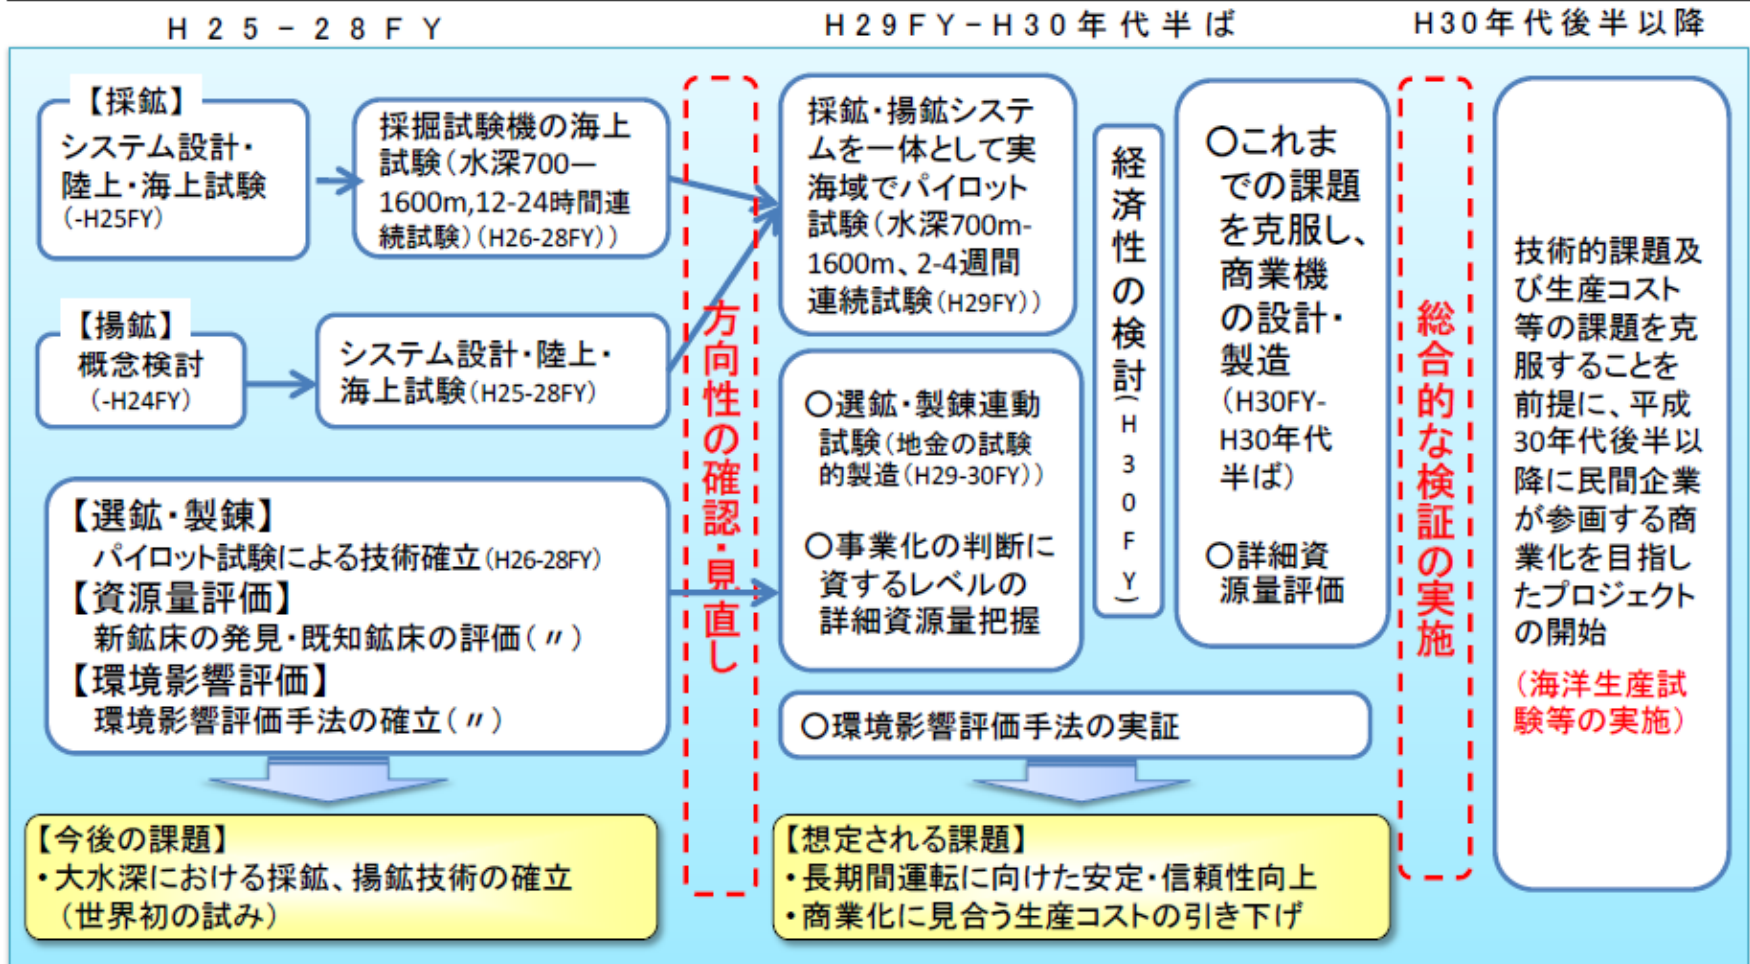 H25-28FY
H29FY-H30年代半ば
H30年代後半以降
【採鉱】
システム設計・
陸上・海上試験
(-H25FY)
採掘試験機の海上
試験(水深700―
1600m,12-24時間連
続試験)(H26-28FY))
【揚鉱】
概念検討
(-H24FY)
システム設計・陸上・
海上試験(H25-28FY)
【選鉱・製錬】
パイロット試験による技術確立(H26-28FY)
【資源量評価】
新鉱床の発見・既知鉱床の評価(〃)
【環境影響評価】
環境影響評価手法の確立(〃)
【今後の課題】
・大水深における採鉱、揚鉱技術の確立
(世界初の試み)
方向性の確認・見直し
採鉱・揚鉱システ
ムを一体として実
海域でパイロット
試験(水深700m-
1600m、2-4週間
連続試験(H29FY))
〇選鉱・製錬連動
試験(地金の試験
的製造(H29-30FY))
〇事業化の判断に
資するレベルの
詳細資源量把握
経済性の検討(H30FY)
〇これま
での課題
を克服し、
商業機
の設計・
製造
(H30FY-
H30年代
半ば)
〇詳細資
源量評価
〇環境影響評価手法の実証
【想定される課題】
・長期間運転に向けた安定・信頼性向上
・商業化に見合う生産コストの引き下げ
総合的な検証の実施
技術的課題及
び生産コスト
等の課題を克
服することを
前提に、平成
30年代後半以
降に民間企業
が参画する商
業化を目指し
たプロジェクト
の開始
(海洋生産試
験等の実施)